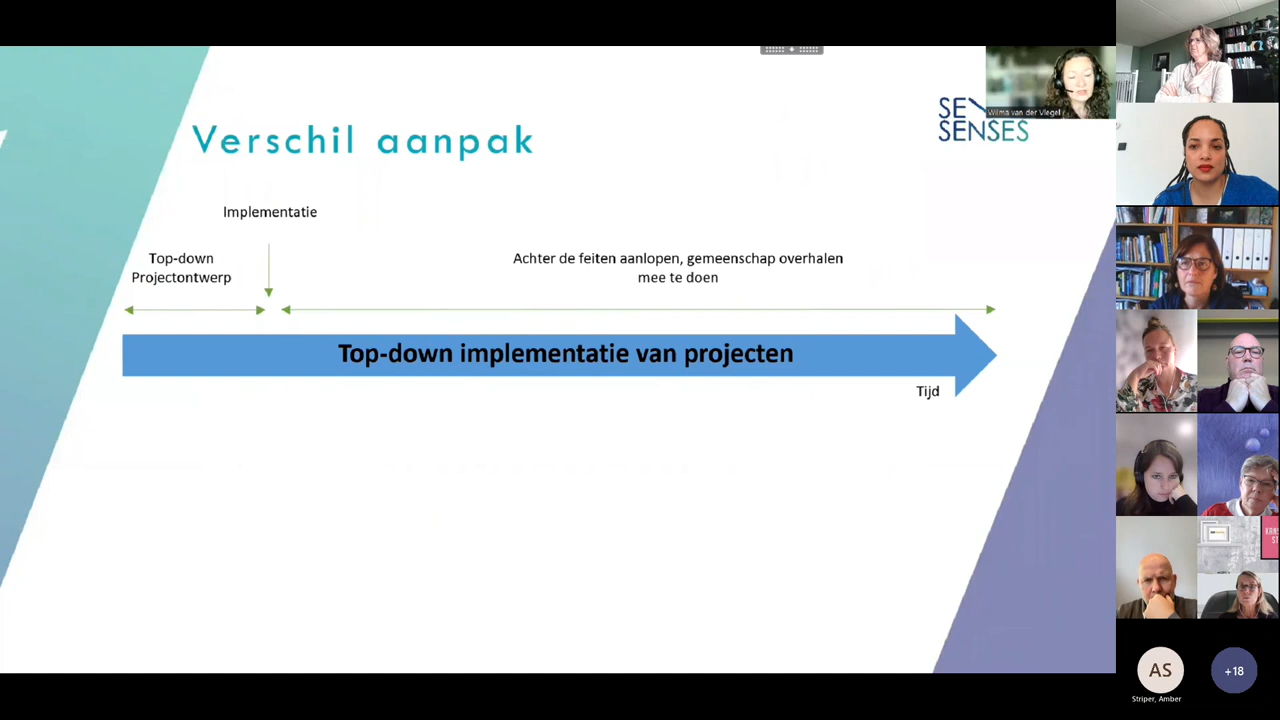 Verschil aanpak
SE
SENSES
Wilma van der Vlegel
Implementatie
Top-down
Projectontwerp
Achter de feiten aanlopen, gemeenschap overhalen
mee te doen
Top-down implementatie van projecten
Tijd
AS
Striper, Amber
+18